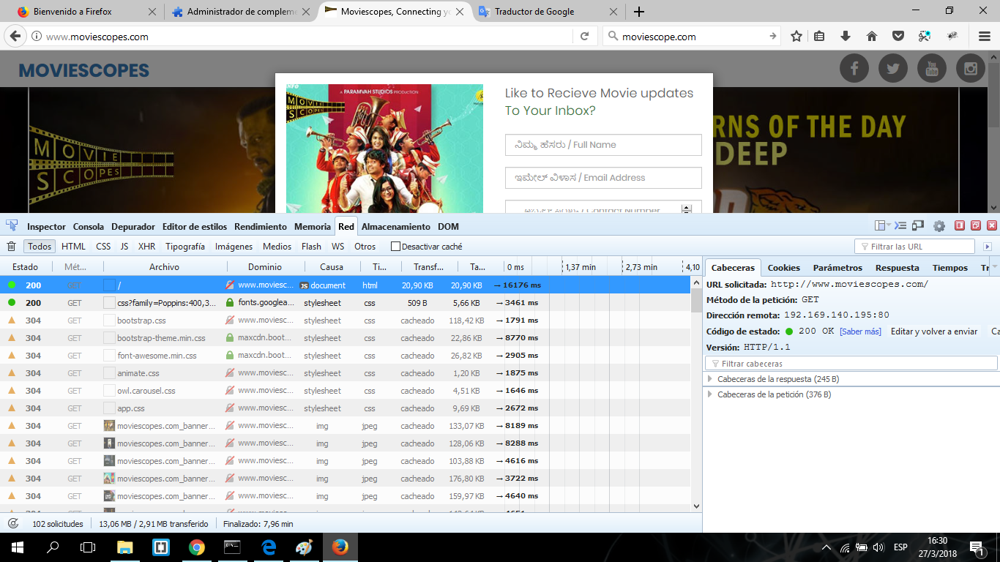 Bienvenido a Firefox
Administrador de compleme
Moviescopes, Connecting yo
Traductor de Google
www.moviescopes.com
moviescope.com
MOVIESCOPES
You Tube
INFO
A PARAMVAH STUDIOS PRODUCTION
MOVIE
SCOPES
Like to Recieve Movie updates
To Your Inbox?
ನಿಮ್ಮ ಹೆಸರು / Full Name
ಇಮೇಲ್ ವಿಳಾಸ / Email Address
/ Contact Number
MOVIE
SCOPES
RNS OF THE DAY
DEEP
Inspector Consola Depurador Editor de estilos Rendimiento Memoria Red Almacenamiento DOM
Todos HTML CSS JS XHR Tipografía Imágenes Medios Flash WS Otros Desactivar caché Filtrar las URL
Estado Mét... Archivo Dominio Causa Ti... Transf... Ta... 0 ms 1,37 min 2,73 min 4,10
200 GET / www.moviesc... JS document html 20,90 KB 20,90 KB → 16176 ms
200 GET css?family=Poppins:400,3... fonts.googlea... stylesheet css 509 B 5,66 KB → 3461 ms
304 GET bootstrap.css www.moviesc... stylesheet css cacheado 118,42 KB → 1791 ms
304 GET bootstrap-theme.min.css maxcdn.boot... stylesheet css cacheado 22,86 KB → 8770 ms
304 GET font-awesome.min.css maxcdn.boot... stylesheet css cacheado 26,82 KB → 2905 ms
304 GET animate.css www.moviesc... stylesheet css cacheado 1,20 KB → 1875 ms
304 GET owl.carousel.css www.moviesc... stylesheet css cacheado 4,51 KB → 1646 ms
304 GET app.css www.moviesc... stylesheet css cacheado 9,69 KB → 2672 ms
304 GET moviescopes.com_banner... www.moviesc... img jpeg cacheado 133,07 KB → 8189 ms
304 GET moviescopes.com_banner... www.moviesc... img jpeg cacheado 128,06 KB → 8288 ms
304 GET moviescopes.com_banner... www.moviesc... img jpeg cacheado 103,88 KB → 4616 ms
304 GET moviescopes.com_banner... www.moviesc... img jpeg cacheado 176,80 KB → 3722 ms
304 GET moviescopes.com_banner... www.moviesc... img jpeg cacheado 159,97 KB → 4640 ms
102 solicitudes 13,06 MB / 2,91 MB transferido Finalizado: 7,96 min
Cabeceras Cookies Parámetros Respuesta Tiempos Tr
URL solicitada: http://www.moviescopes.com/
Método de la petición: GET
Dirección remota: 192.169.140.195:80
Código de estado: 200 OK [Saber más] Editar y volver a enviar Ca
Versión: HTTP/1.1
Filtrar cabeceras
Cabeceras de la respuesta (245 B)
Cabeceras de la petición (376 B)
ESP
16:30
27/3/2018
1